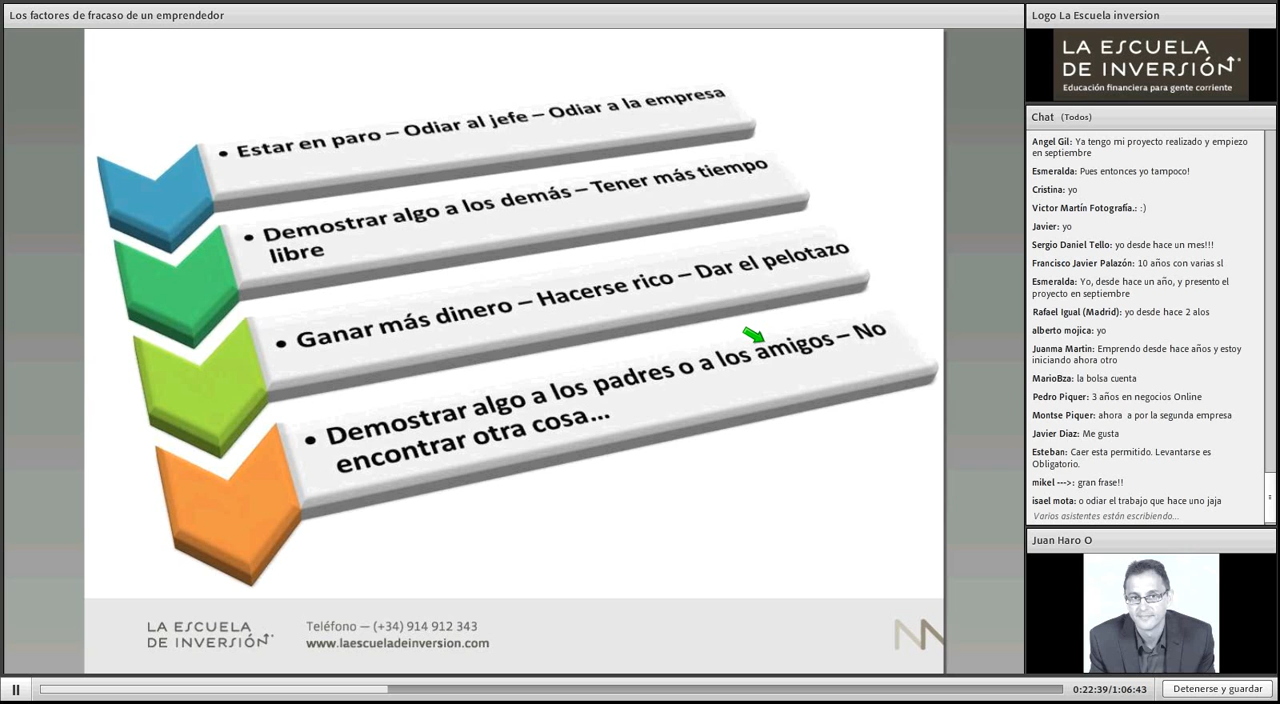 Los factores de fracaso de un emprendedor
• Estar en paro – Odiar al jefe – Odiar a la empresa
• Demostrar algo a los demás – Tener más tiempo
libre
• Ganar más dinero – Hacerse rico – Dar el pelotazo
• Demostrar algo a los padres o a los amigos – No
encontrar otra cosa...
LA ESCUELA
DE INVERSIÓN
Teléfono — (+34) 914 912 343
www.laescueladeinversion.com
Logo La Escuela inversion
LA ESCUELA
DE INVERSIÓN
Educación financiera para gente corriente
Chat (Todos)
Angel Gil: Ya tengo mi proyecto realizado y empiezo
en septiembre
Esmeralda: Pues entonces yo tampoco!
Cristina: yo
Victor Martín Fotografía.: :)
Javier: yo
Sergio Daniel Tello: yo desde hace un mes!!!
Francisco Javier Palazón: 10 años con varias sl
Esmeralda: Yo, desde hace un año, y presento el
proyecto en septiembre
Rafael Igual (Madrid): yo desde hace 2 alos
alberto mojica: yo
Juanma Martin: Emprendo desde hace años y estoy
iniciando ahora otro
MarioBza: la bolsa cuenta
Pedro Piquer: 3 años en negocios Online
Montse Piquer: ahora a por la segunda empresa
Javier Diaz: Me gusta
Esteban: Caer esta permitido. Levantarse es
Obligatorio.
mikel --->: gran frase!!
isael mota: o odiar el trabajo que hace uno jaja
Varios asistentes están escribiendo...
Juan Haro O
0:22:39/1:06:43
Detenerse y guardar